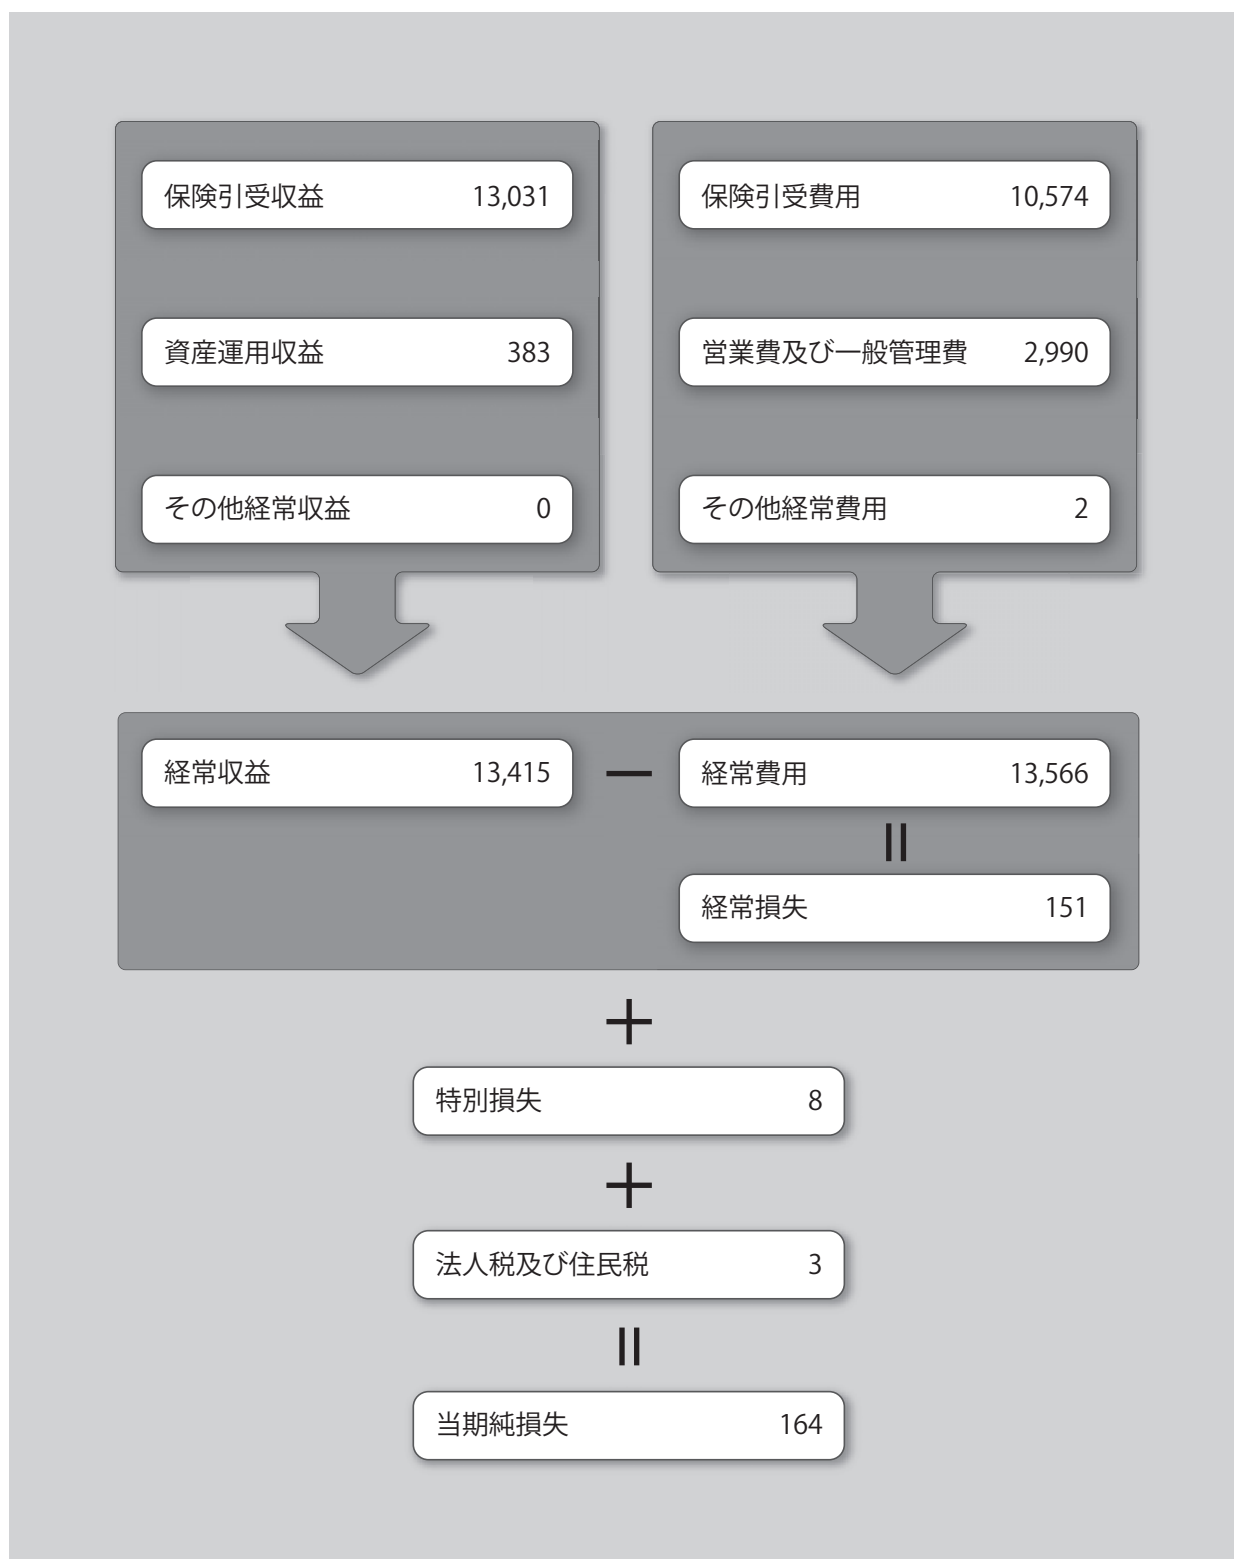 保険引受収益 13,031
保険引受費用 10,574
資産運用収益 383
営業費及び一般管理費 2,990
その他経常収益 0
その他経常費用 2
経常収益 13,415
－
経常費用 13,566
＝
経常損失 151
＋
特別損失 8
＋
法人税及び住民税 3
＝
当期純損失 164